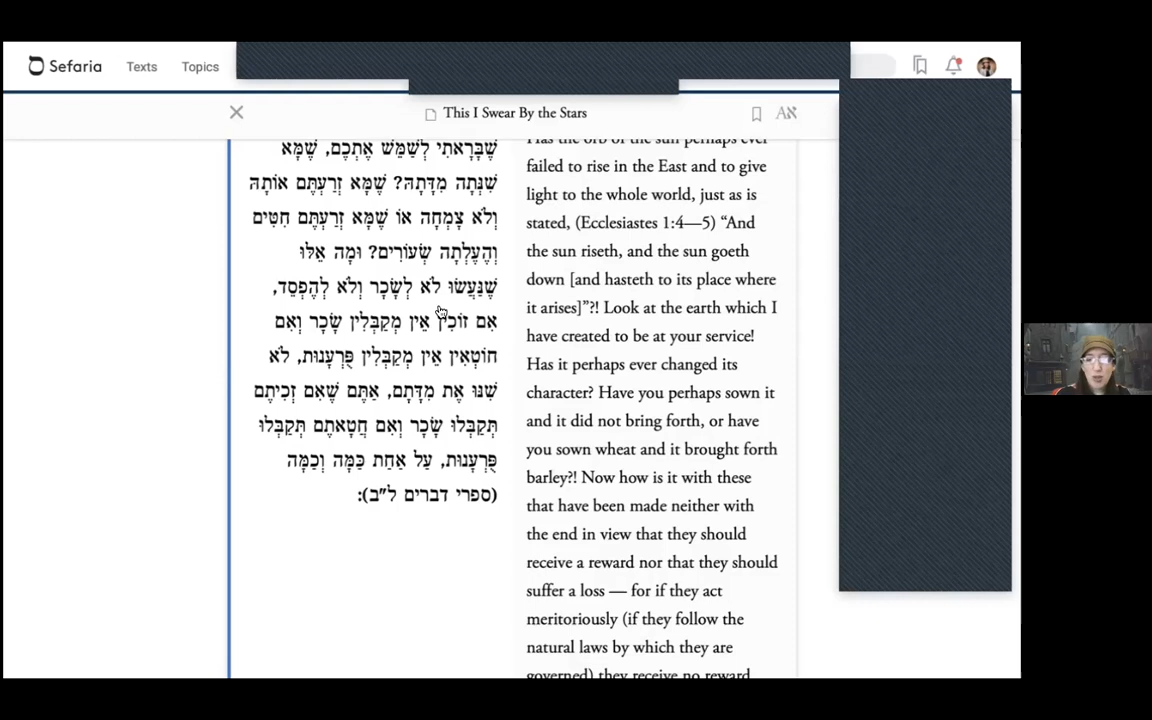 Sefaria
Texts
Topics
This I Swear By the Stars
שֶׁבָּרָאתִי לְשַׁמֵּשׁ אֶתְכֶם, שֶׁמָּא
שִׁנְּתָה מִדָּתָהּ? שֶׁמָּא זְרַעְתֶּם אוֹתָהּ
וְלֹא צָמְחָה אוֹ שֶׁמָּא זְרַעְתֶּם חִטִּים
וְהֶעֶלְתָה שְׂעוֹרִים? וּמָה אֵלּוּ
שֶׁנַּעֲשׂוּ לֹא לְשָׂכָר וְלֹא לְהֶפְסֵד,
אִם זוֹכִין אֵין מְקַבְּלִין שָׂכָר וְאִם
חוֹטְאִין אֵין מְקַבְּלִין פֻּרְעָנוּת, לֹא
שִׁנּוּ אֶת מִדָּתָם, אַתֶּם שֶׁאִם זְכִיתֶם
תְּקַבְּלוּ שָׂכָר וְאִם חֲטָאתֶם תְּקַבְּלוּ
פֻּרְעָנוּת, עַל אַחַת כַּמָּה וְכַמָּה
(ספרי דברים ל״ב):
Has the orb of the sun perhaps ever
failed to rise in the East and to give
light to the whole world, just as is
stated, (Ecclesiastes 1:4—5) “And
the sun riseth, and the sun goeth
down [and hasteth to its place where
it arises]”?! Look at the earth which I
have created to be at your service!
Has it perhaps ever changed its
character? Have you perhaps sown it
and it did not bring forth, or have
you sown wheat and it brought forth
barley?! Now how is it with these
that have been made neither with
the end in view that they should
receive a reward nor that they should
suffer a loss — for if they act
meritoriously (if they follow the
natural laws by which they are
governed) they receive no reward